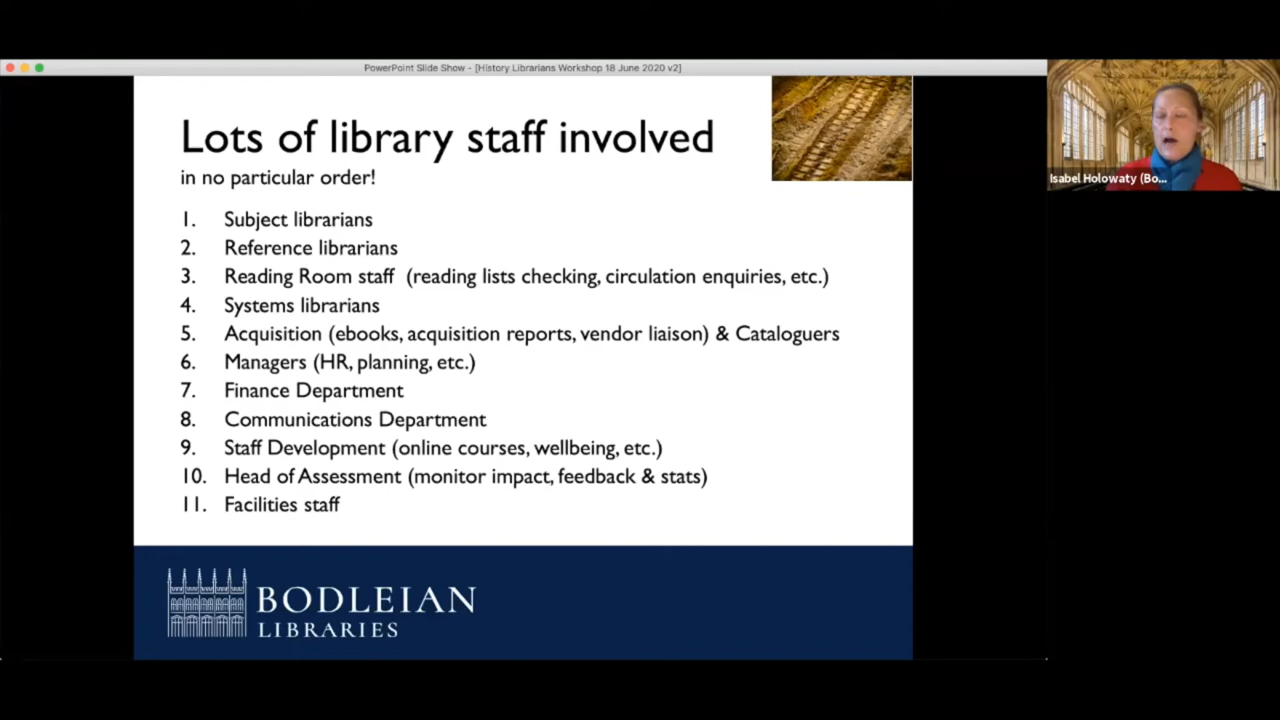 PowerPoint Slide Show - [History Librarians Workshop 18 June 2020 v2]
Lots of library staff involved
in no particular order!
1. Subject librarians
2. Reference librarians
3. Reading Room staff (reading lists checking, circulation enquiries, etc.)
4. Systems librarians
5. Acquisition (ebooks, acquisition reports, vendor liaison) & Cataloguers
6. Managers (HR, planning, etc.)
7. Finance Department
8. Communications Department
9. Staff Development (online courses, wellbeing, etc.)
10. Head of Assessment (monitor impact, feedback & stats)
11. Facilities staff
BODLEIAN
LIBRARIES
Isabel Holowaty (Bo...